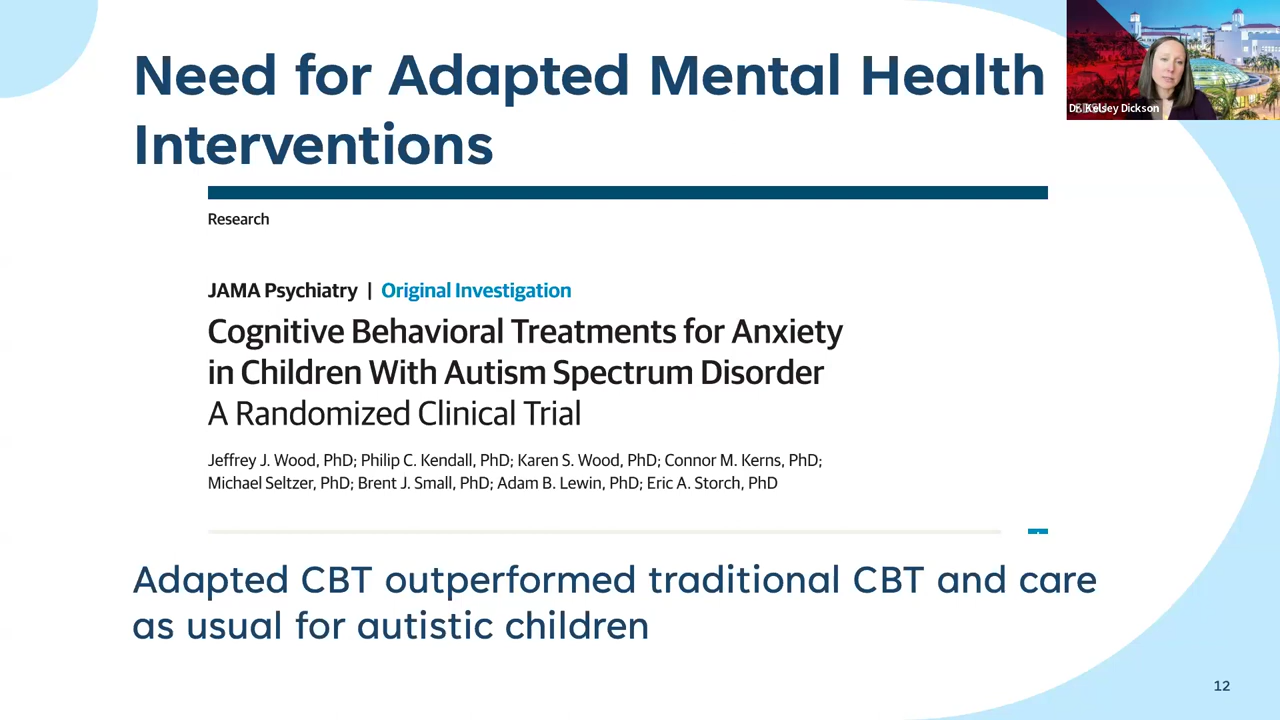 Need for Adapted Mental Health
Interventions
Dr. Kelsey Dickson
Research
JAMA Psychiatry | Original Investigation
Cognitive Behavioral Treatments for Anxiety
in Children With Autism Spectrum Disorder
A Randomized Clinical Trial
Jeffrey J. Wood, PhD; Philip C. Kendall, PhD; Karen S. Wood, PhD; Connor M. Kerns, PhD;
Michael Seltzer, PhD; Brent J. Small, PhD; Adam B. Lewin, PhD; Eric A. Storch, PhD
Adapted CBT outperformed traditional CBT and care
as usual for autistic children
12